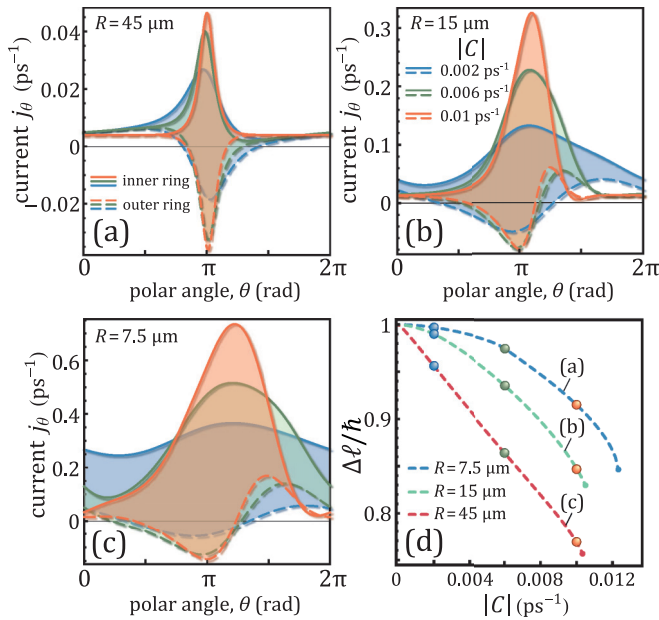 R = 45 μm
current jθ (ps⁻¹)
0.04
0.02
0
−0.02
inner ring
outer ring
(a)
0
π
2π
polar angle, θ (rad)
R = 15 μm
|C|
0.002 ps⁻¹
0.006 ps⁻¹
0.01 ps⁻¹
current jθ (ps⁻¹)
0.3
0.2
0.1
0
(b)
0
π
2π
polar angle, θ (rad)
R = 7.5 μm
current jθ (ps⁻¹)
0.6
0.4
0.2
0
(c)
0
π
2π
polar angle, θ (rad)
Δℓ/ħ
1
0.9
0.8
(a)
(b)
(c)
R = 7.5 μm
R = 15 μm
R = 45 μm
(d)
0
0.004
0.008
0.012
|C| (ps⁻¹)